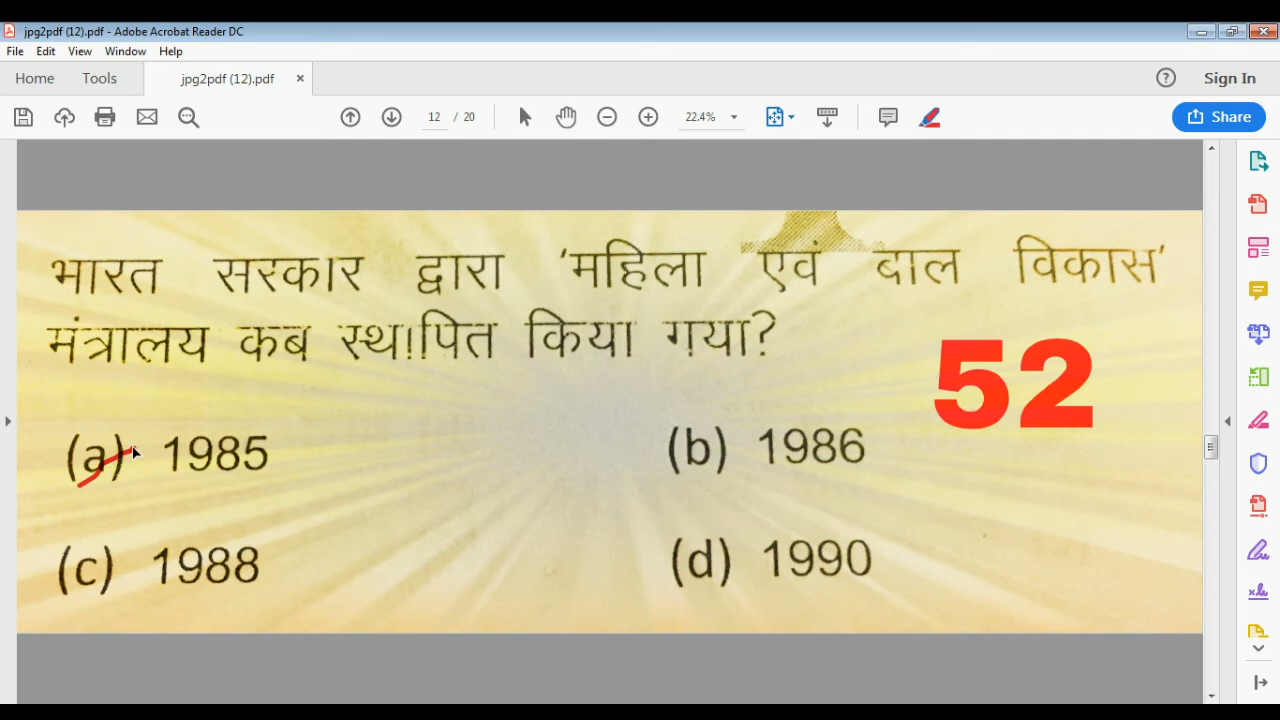 jpg2pdf (12).pdf - Adobe Acrobat Reader DC
File Edit View Window Help
Home Tools jpg2pdf (12).pdf × ? Sign In
12 / 20 22.4% Share
भारत सरकार द्वारा 'महिला एवं दाल विकास'
मंत्रालय कब स्थापित किया गया?
52
(a) 1985 (b) 1986
(c) 1988 (d) 1990